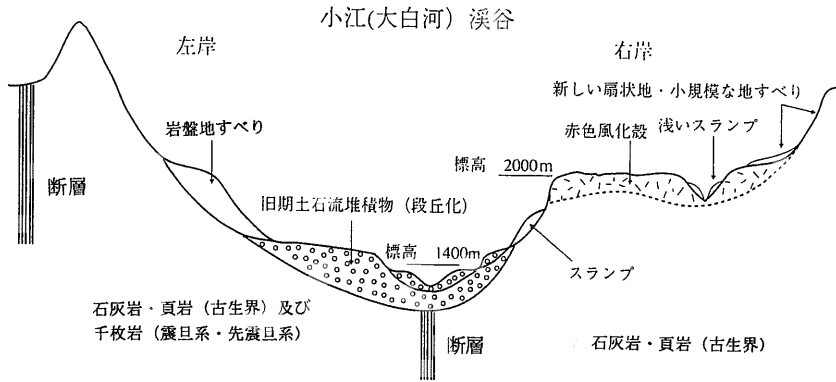 小江(大白河)渓谷
左岸
右岸
新しい扇状地・小規模な地すべり
岩盤地すべり
赤色風化殻
浅いスランプ
標高 2000m
断層
旧期土石流堆積物(段丘化)
標高 1400m
スランプ
石灰岩・頁岩(古生界)及び
千枚岩(震旦系・先震旦系)
断層
石灰岩・頁岩(古生界)